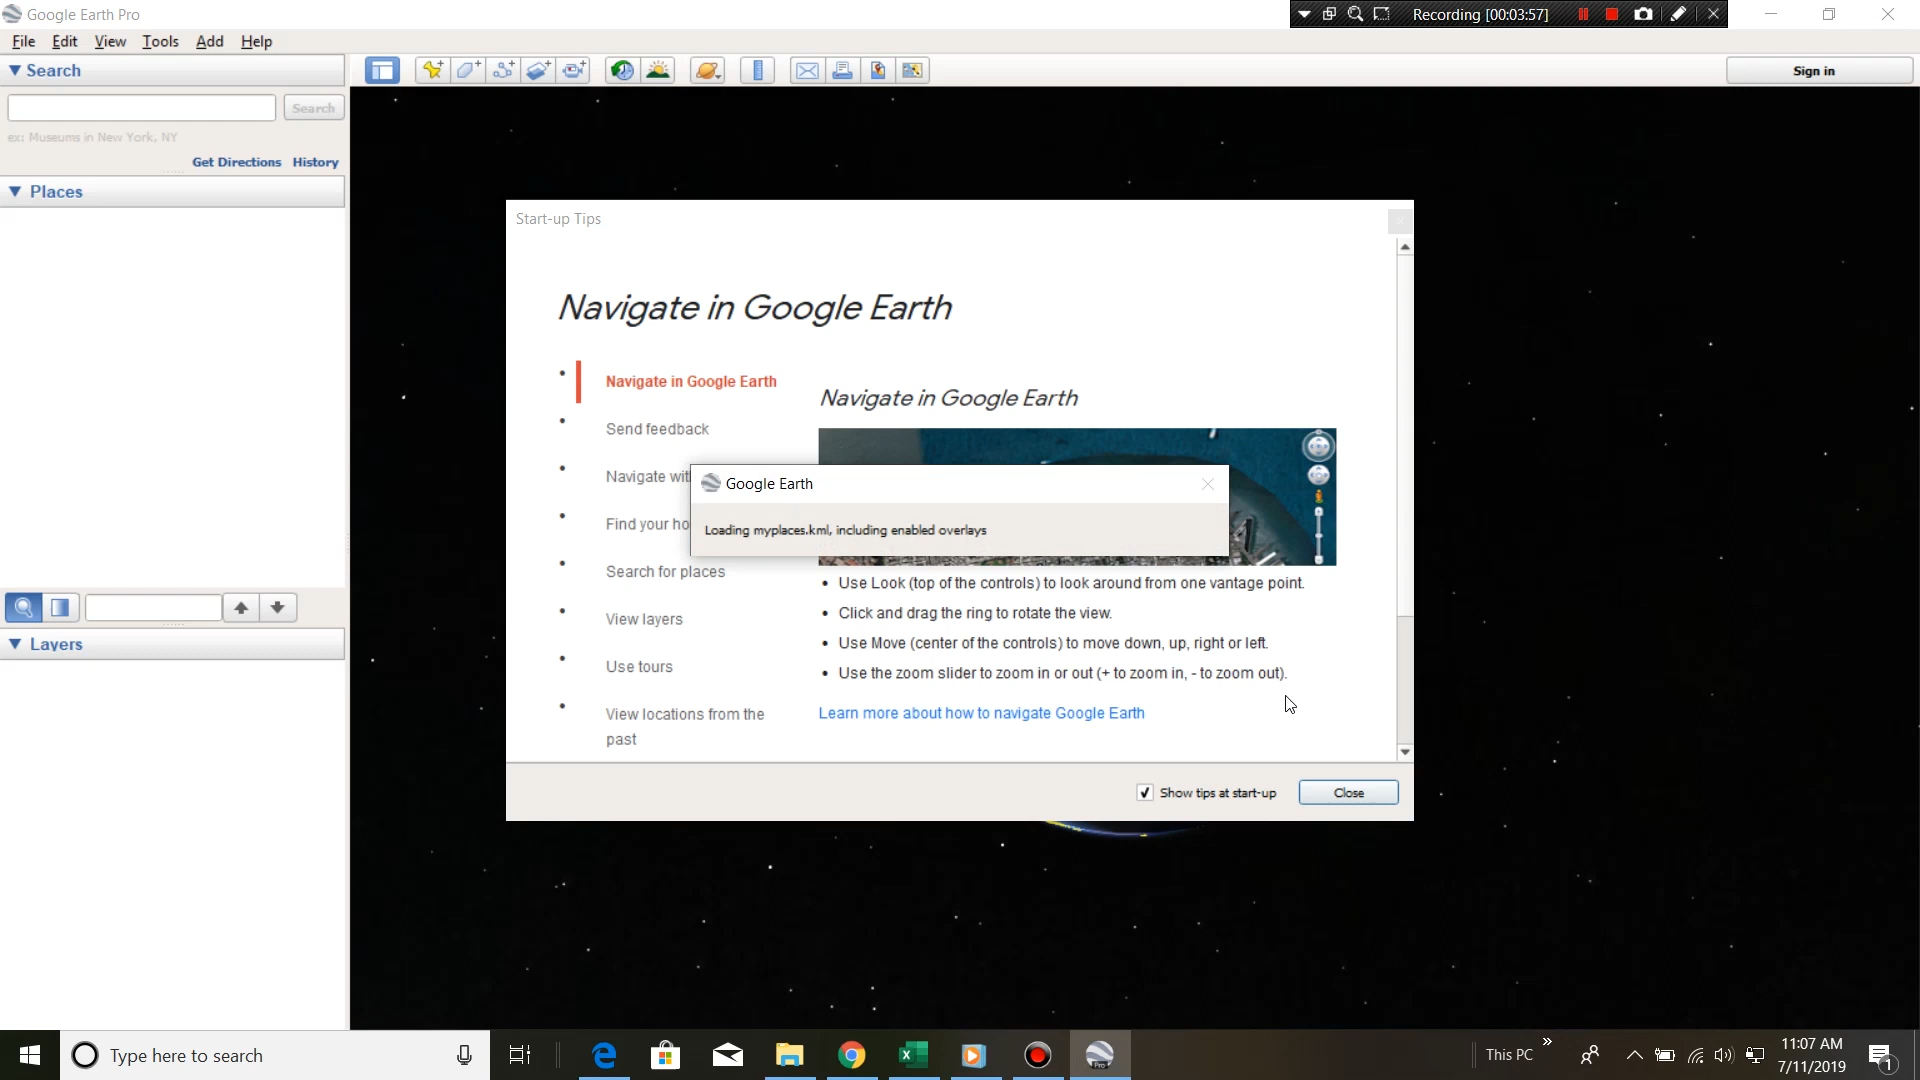 Google Earth Pro
Recording [00:03:57]
File Edit View Tools Add Help
Search
Sign in
Search
ex: Museums in New York, NY
Get Directions History
Places
Start-up Tips
Navigate in Google Earth
Navigate in Google Earth
Navigate in Google Earth
Send feedback
Navigate wit
Google Earth
Loading myplaces.kml, including enabled overlays
Find your ho
Search for places
• Use Look (top of the controls) to look around from one vantage point.
• Click and drag the ring to rotate the view.
View layers
• Use Move (center of the controls) to move down, up, right or left.
Layers
Use tours
• Use the zoom slider to zoom in or out (+ to zoom in, - to zoom out).
View locations from the
past
Learn more about how to navigate Google Earth
Show tips at start-up
Close
Type here to search
Pro
This PC
11:07 AM
7/11/2019
1